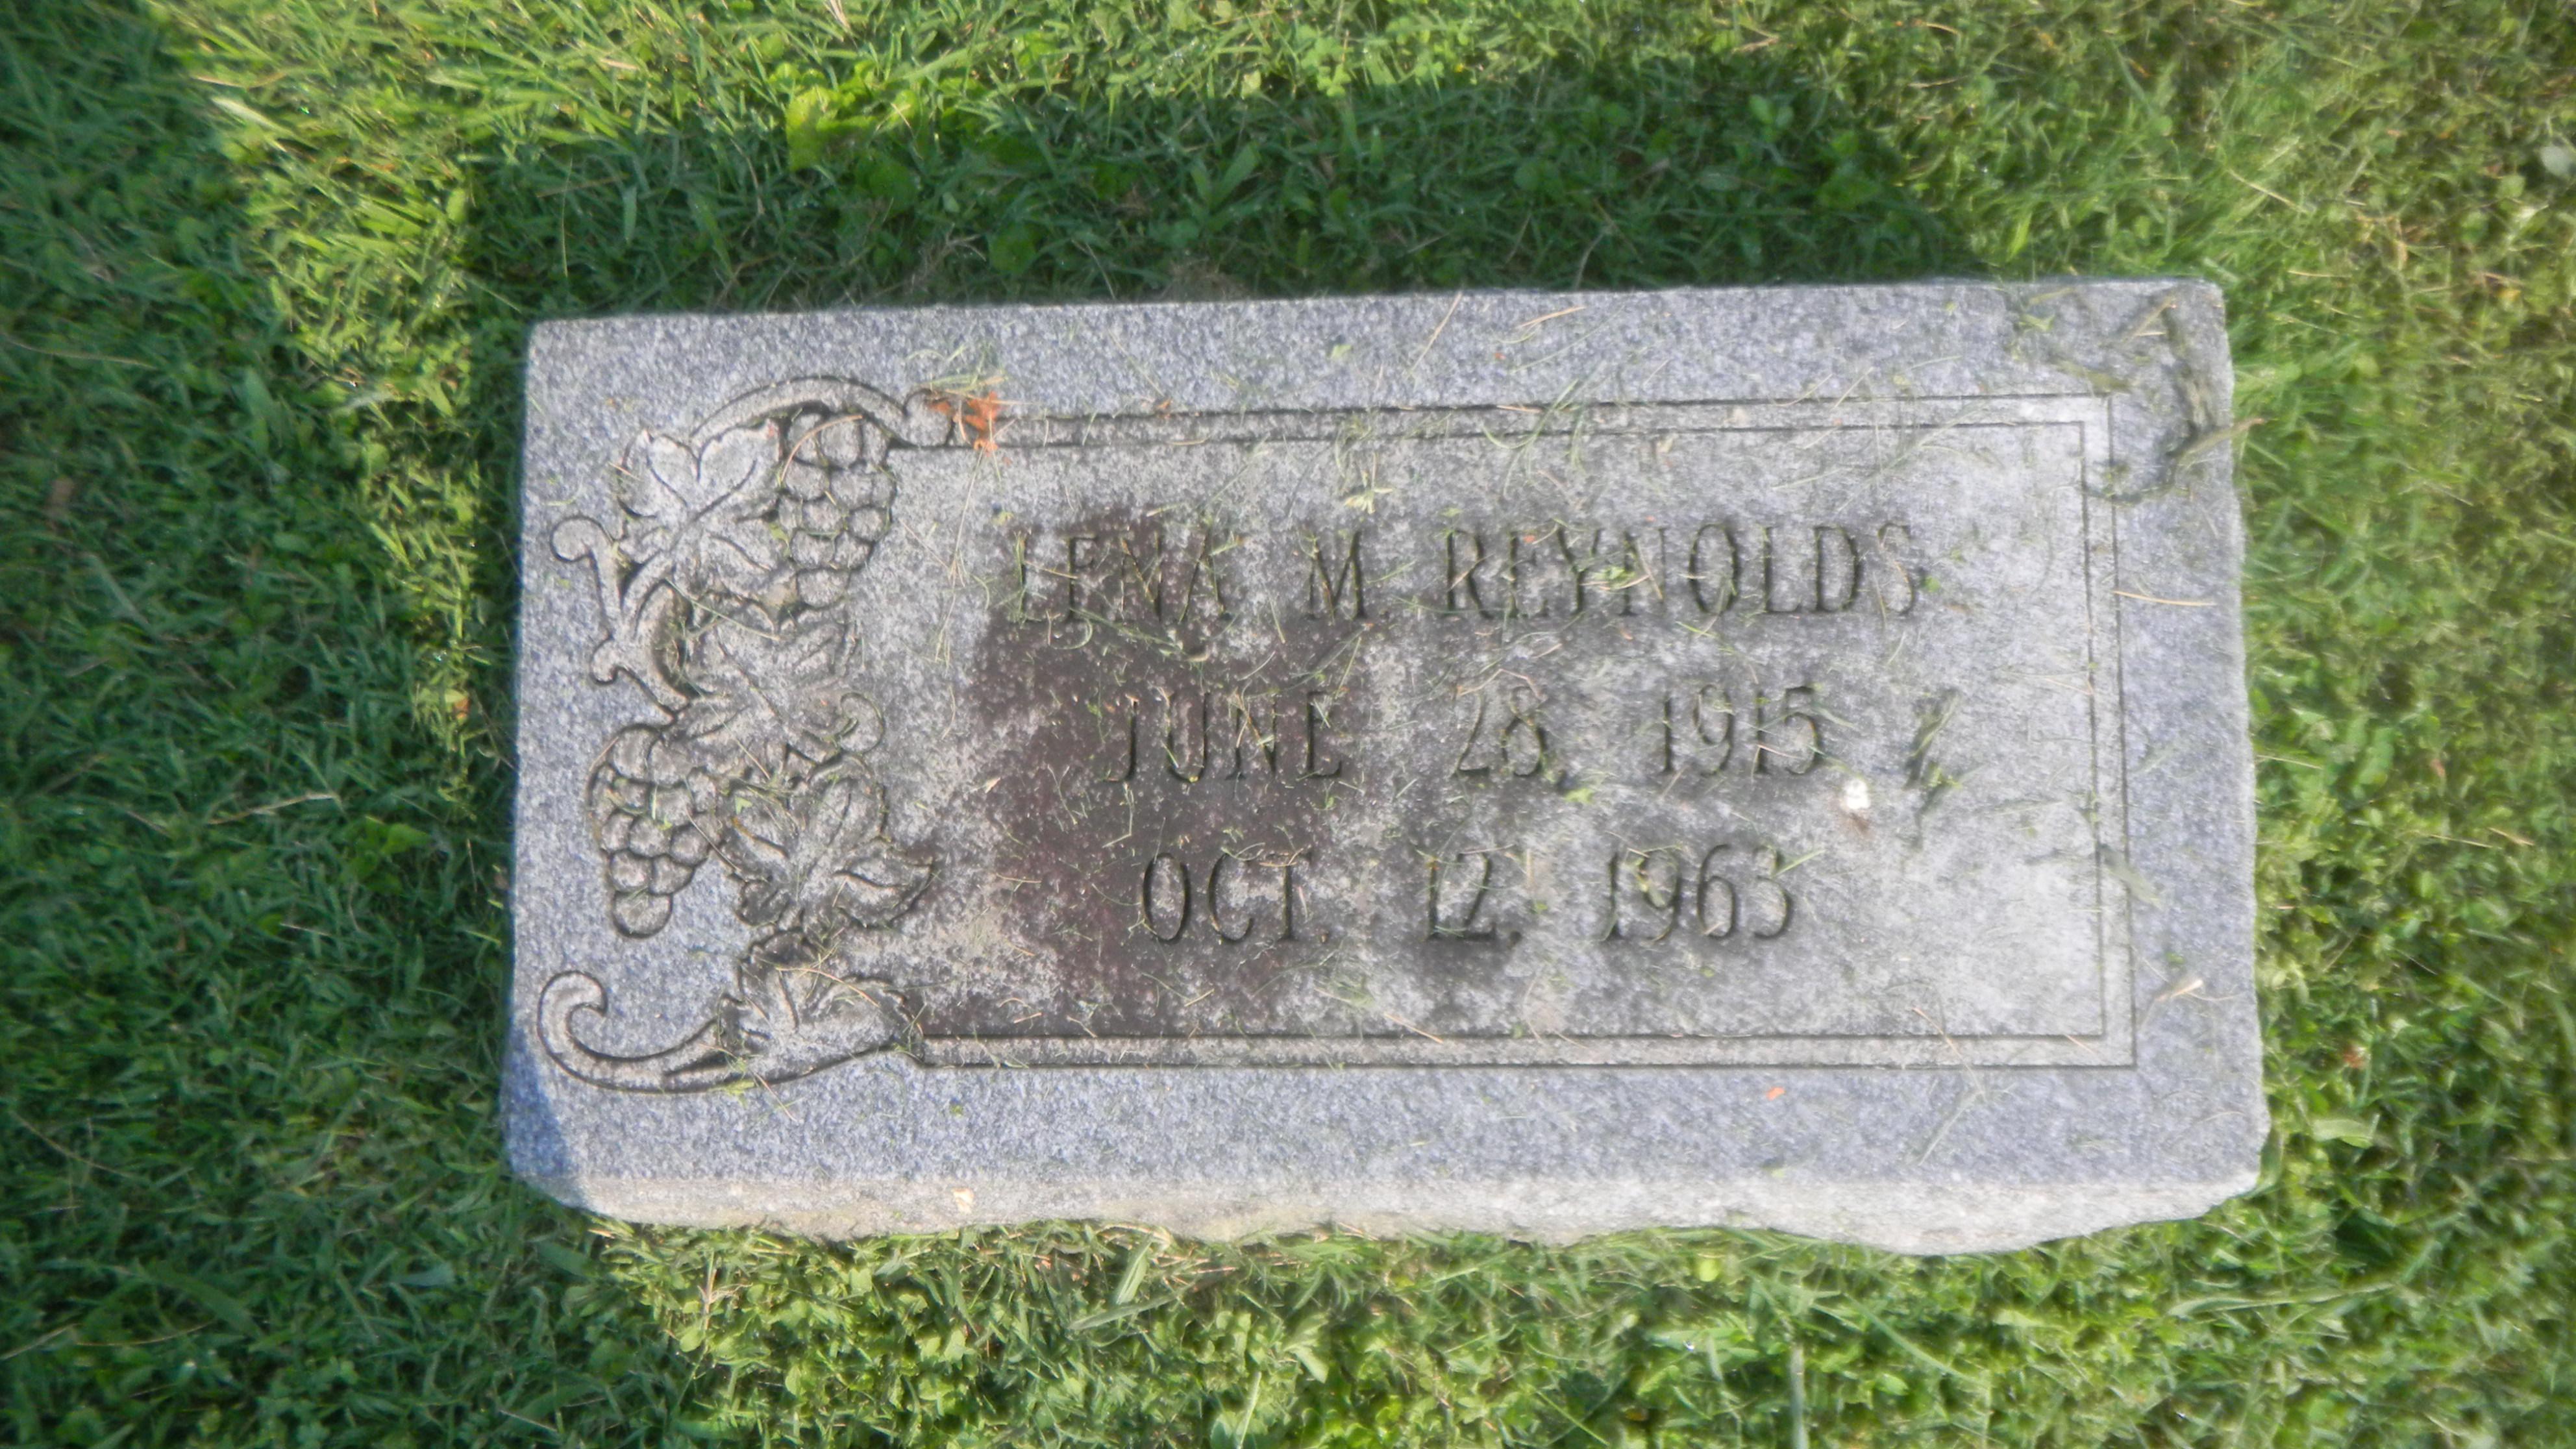 LENA M. REYNOLDS
JUNE 28, 1915
OCT. 12, 1963